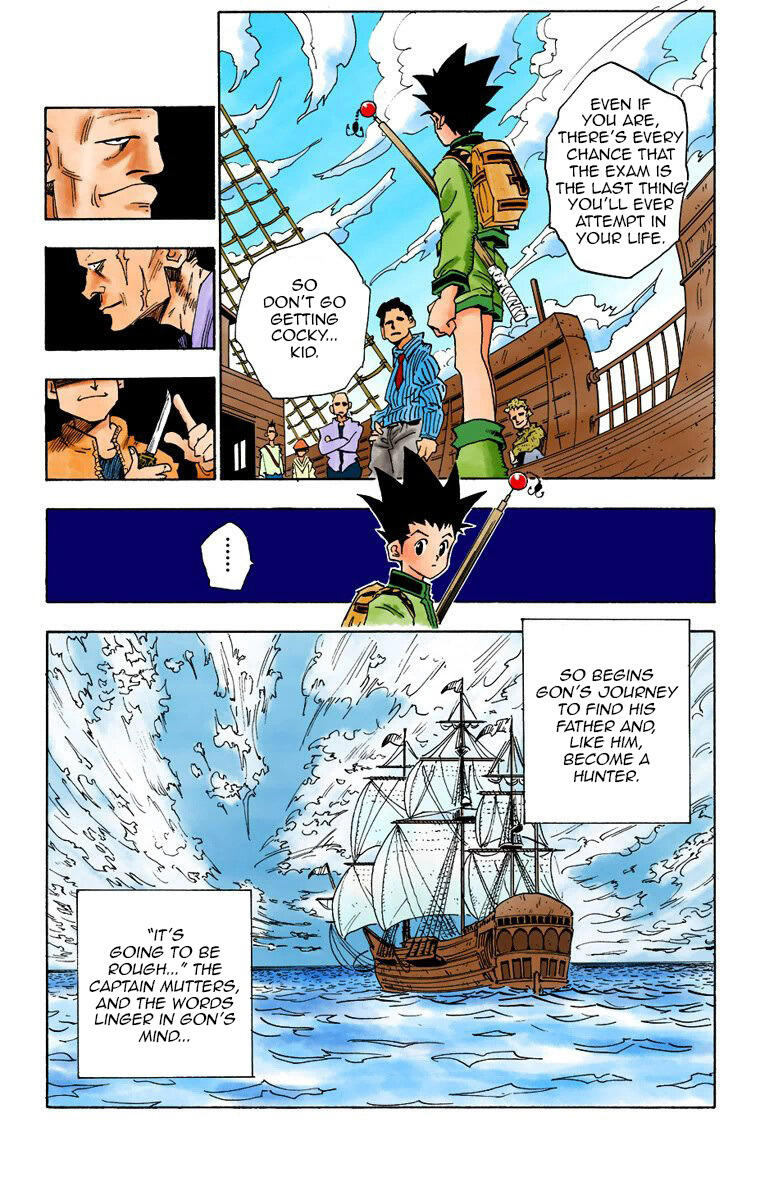 EVEN IF
YOU ARE,
THERE'S EVERY
CHANCE THAT
THE EXAM IS
THE LAST THING
YOU'LL EVER
ATTEMPT IN
YOUR LIFE.
SO
DON'T GO
GETTING
COCKY...
KID.
......
SO BEGINS
GON'S JOURNEY
TO FIND HIS
FATHER AND,
LIKE HIM,
BECOME A
HUNTER.
"IT'S
GOING TO BE
ROUGH..." THE
CAPTAIN MUTTERS,
AND THE WORDS
LINGER IN GON'S
MIND...